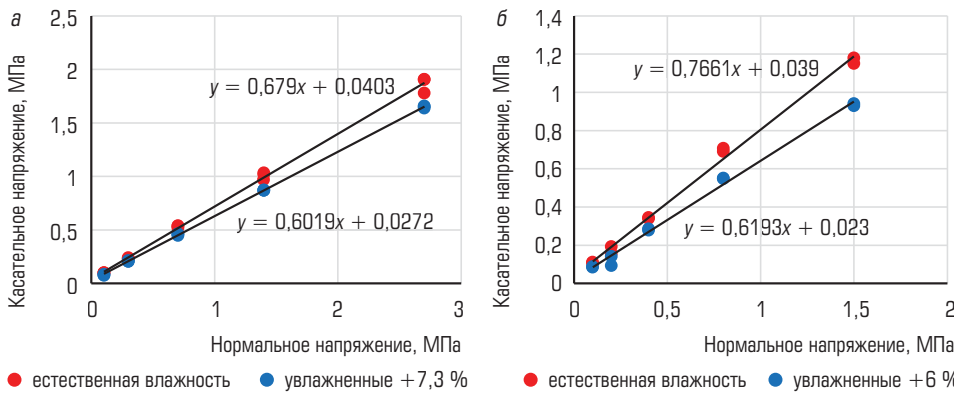 а
2,5
2
1,5
1
0,5
0
Касательное напряжение, МПа
y = 0,679x + 0,0403
y = 0,6019x + 0,0272
0 1 2 3
Нормальное напряжение, МПа
естественная влажность увлажненные +7,3 %
б
1,4
1,2
1
0,8
0,6
0,4
0,2
0
Касательное напряжение, МПа
y = 0,7661x + 0,039
y = 0,6193x + 0,023
0 0,5 1 1,5 2
Нормальное напряжение, МПа
естественная влажность увлажненные +6 %